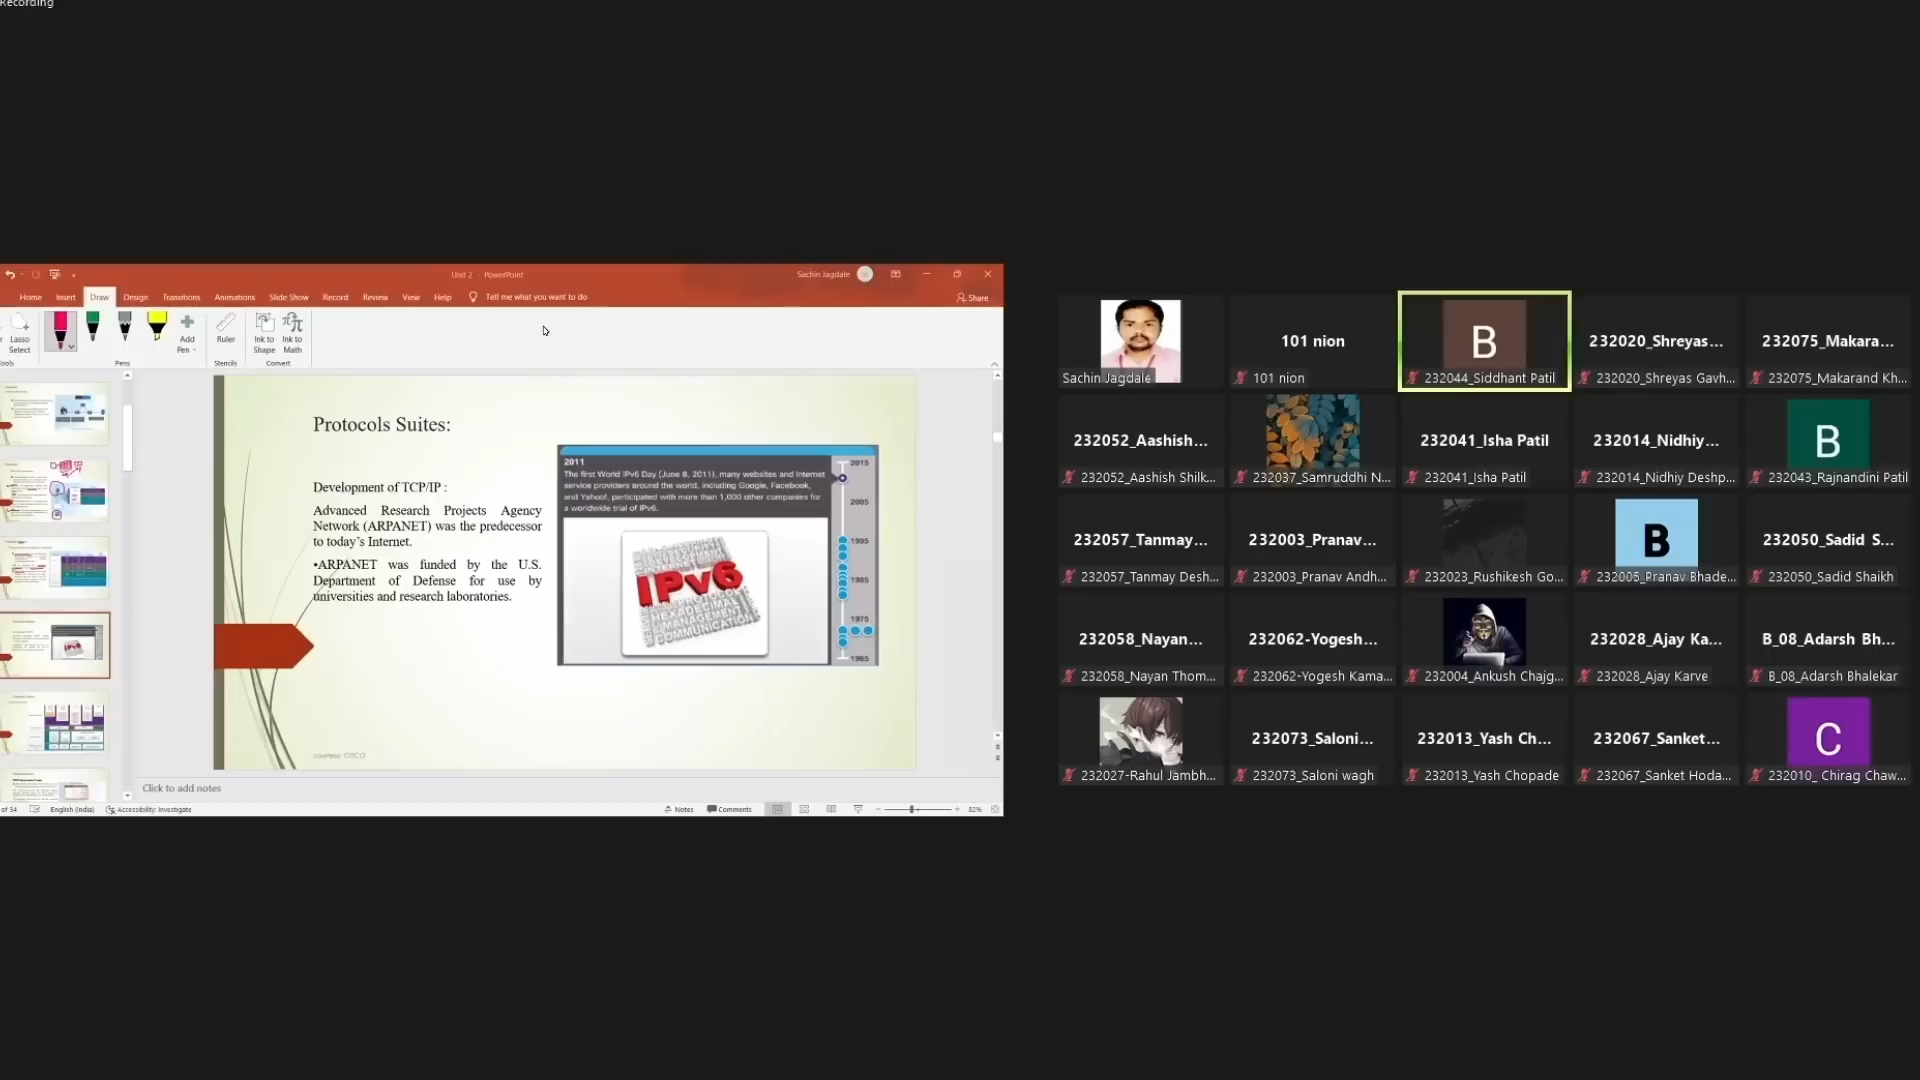 Recording
Unit 2 - PowerPoint
Sachin Jagdale
Home Insert Draw Design Transitions Animations Slide Show Record Review View Help Tell me what you want to do
Share
Lasso Select
Add Pen
Ruler
Ink to Shape
Ink to Math
Pens
Stencils
Convert
Protocols Suites:
Development of TCP/IP :
Advanced Research Projects Agency
Network (ARPANET) was the predecessor
to today's Internet.
•ARPANET was funded by the U.S.
Department of Defense for use by
universities and research laboratories.
2011
The first World IPv6 Day (June 8, 2011), many websites and Internet
service providers around the world, including Google, Facebook,
and Yahoo!, participated with more than 1,000 other companies for
a worldwide trial of IPv6.
IPv6
HEXADECIMAL
MANAGEMENT
COMMUNICATION
2015
2005
1995
1985
1975
1965
courtesy: CISCO
Click to add notes
of 34 English (India) Accessibility: Investigate
Notes Comments 82%
Sachin Jagdale
101 nion
101 nion
B
232044_Siddhant Patil
232020_Shreyas...
232020_Shreyas Gavh...
232075_Makara...
232075_Makarand Kh...
232052_Aashish...
232052_Aashish Shilk...
232037_Samruddhi N...
232041_Isha Patil
232041_Isha Patil
232014_Nidhiy...
232014_Nidhiy Deshp...
B
232043_Rajnandini Patil
232057_Tanmay...
232057_Tanmay Desh...
232003_Pranav...
232003_Pranav Andh...
232023_Rushikesh Go...
B
232005_Pranav Bhade...
232050_Sadid S...
232050_Sadid Shaikh
232058_Nayan...
232058_Nayan Thom...
232062-Yogesh...
232062-Yogesh Kama...
232004_Ankush Chajg...
232028_Ajay Ka...
232028_Ajay Karve
B_08_Adarsh Bh...
B_08_Adarsh Bhalekar
232027-Rahul Jambh...
232073_Saloni...
232073_Saloni wagh
232013_Yash Ch...
232013_Yash Chopade
232067_Sanket...
232067_Sanket Hoda...
C
232010_ Chirag Chaw...